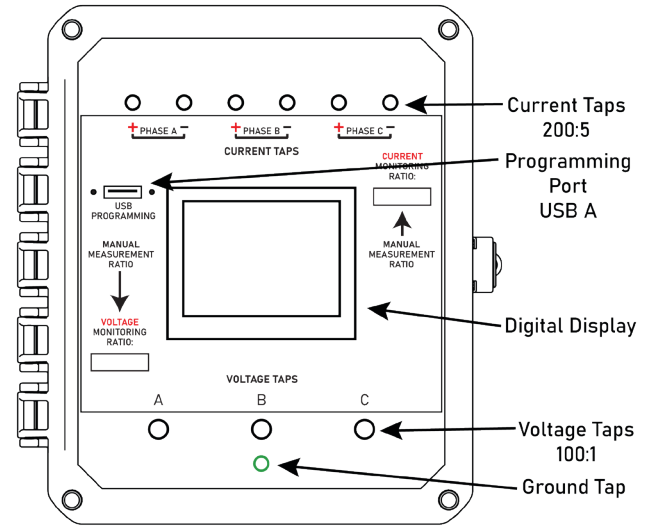 + PHASE A - + PHASE B - + PHASE C -
CURRENT TAPS
Current Taps
200:5
CURRENT
MONITORING
RATIO:
Programming
Port
USB A
USB
PROGRAMMING
MANUAL
MEASUREMENT
RATIO
MANUAL
MEASUREMENT
RATIO
VOLTAGE
MONITORING
RATIO:
Digital Display
VOLTAGE TAPS
A B C
Voltage Taps
100:1
Ground Tap